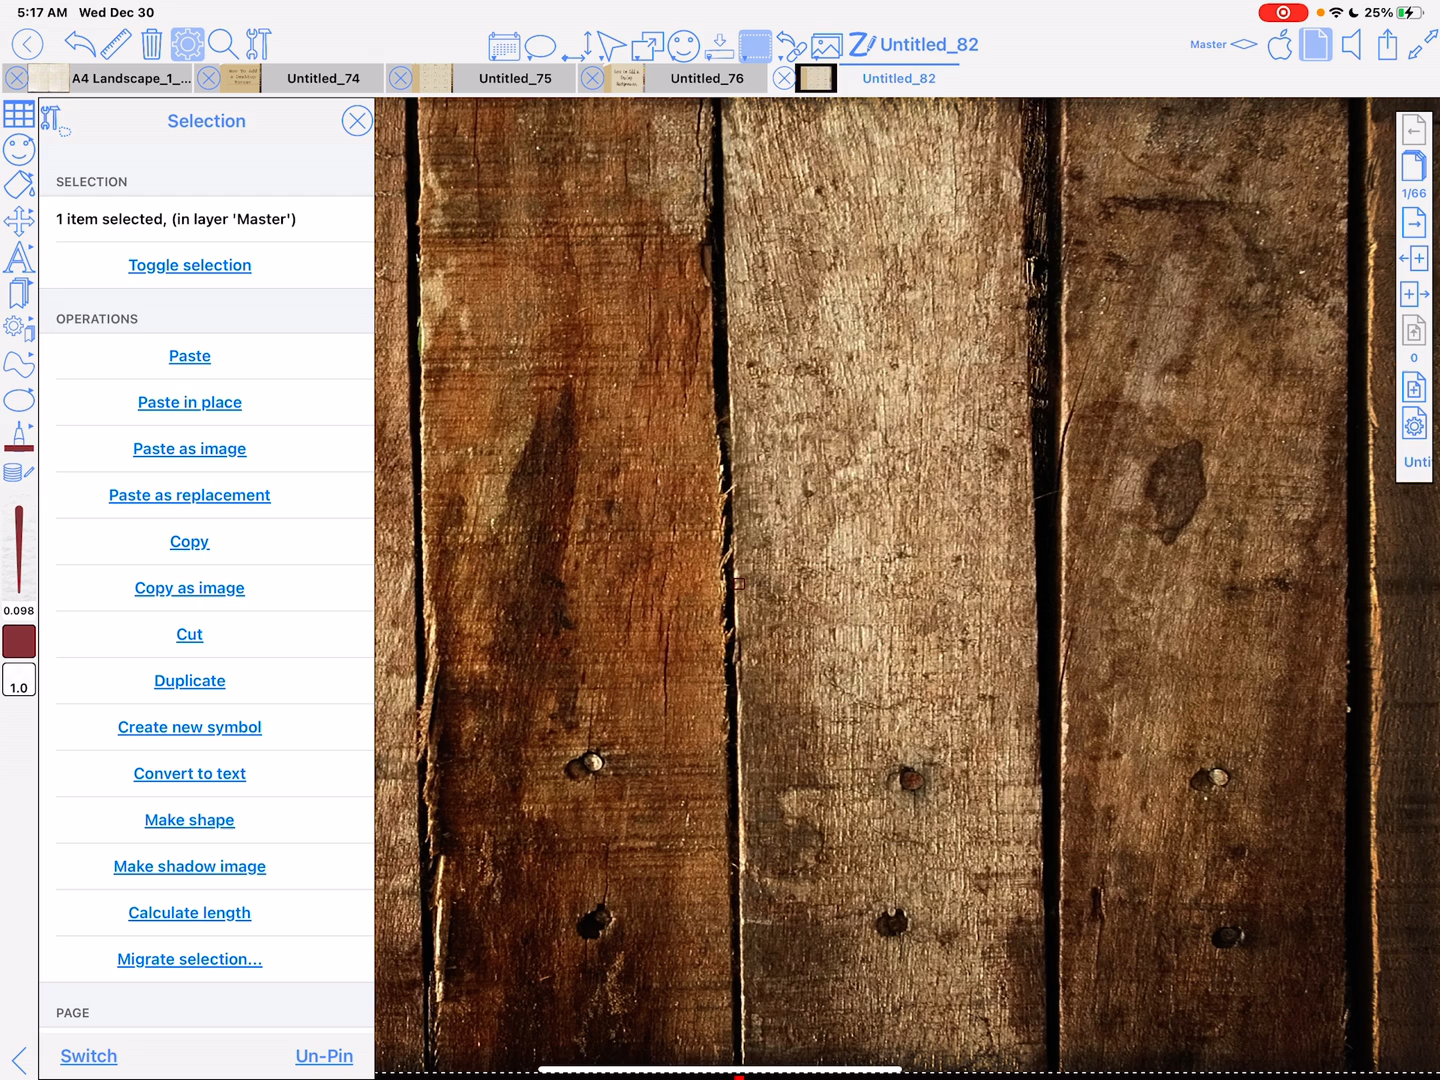 5:17 AM Wed Dec 30
25%
Untitled_82
Master
A4 Landscape_1_...
Untitled_74
Untitled_75
Untitled_76
Untitled_82
Selection
SELECTION
1 item selected, (in layer 'Master')
Toggle selection
OPERATIONS
Paste
Paste in place
Paste as image
Paste as replacement
Copy
Copy as image
Cut
Duplicate
Create new symbol
Convert to text
Make shape
Make shadow image
Calculate length
Migrate selection...
PAGE
Switch
Un-Pin
0.098
1.0
1/66
0
Unti